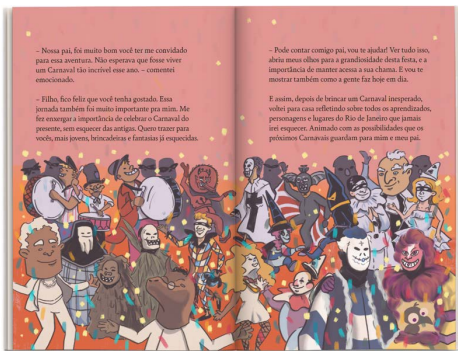 – Nossa pai, foi muito bom você ter me convidado
para essa aventura. Não esperava que fosse viver
um Carnaval tão incrível esse ano. – comentei
emocionado.
– Filho, fico feliz que você tenha gostado. Essa
jornada também foi muito importante pra mim. Me
fez enxergar a importância de celebrar o Carnaval do
presente, sem esquecer das antigas. Quero trazer para
vocês, mais jovens, brincadeiras e fantasias já esquecidas.
– Pode contar comigo pai, vou te ajudar! Ver tudo isso,
abriu meus olhos para a grandiosidade desta festa, e a
importância de manter acesa a sua chama. E vou te
mostrar também como a gente faz hoje em dia.
E assim, depois de brincar um Carnaval inesperado,
voltei para casa refletindo sobre todos os aprendizados,
personagens e lugares do Rio de Janeiro que jamais
irei esquecer. Animado com as possibilidades que os
próximos Carnavais guardam para mim e meu pai.